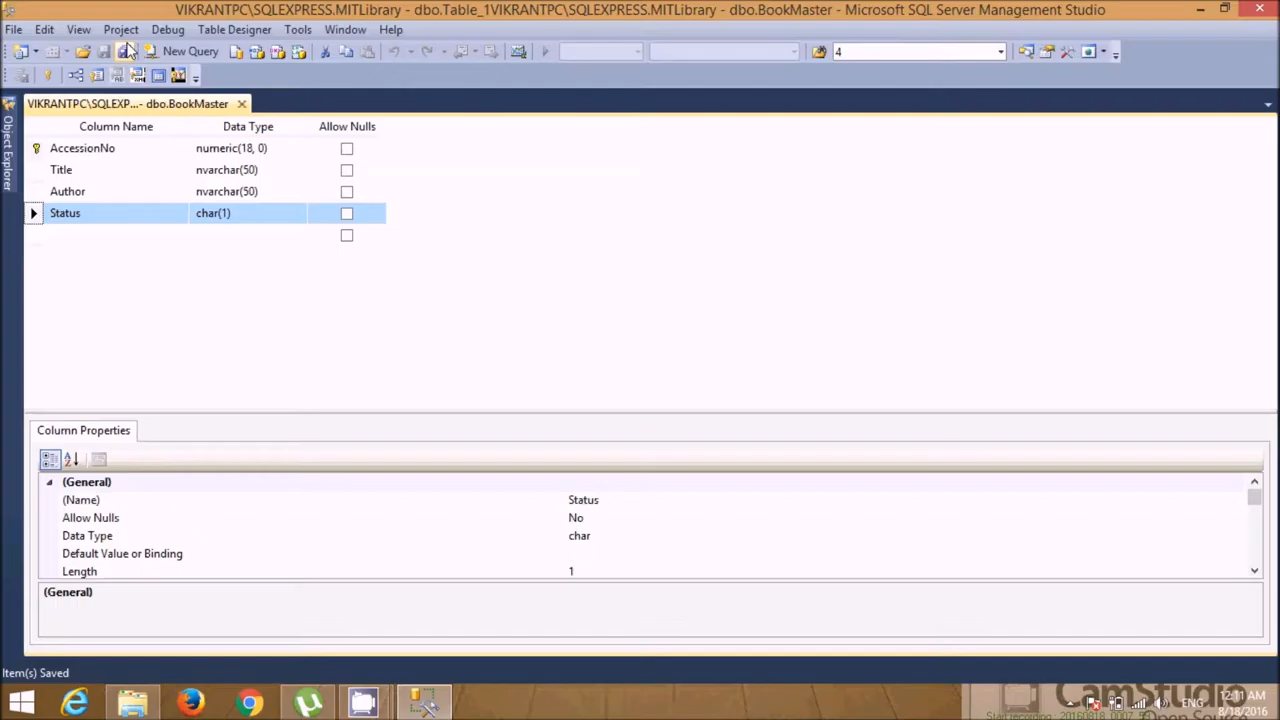 VIKRANTPC\SQLEXPRESS.MITLibrary - dbo.Table_1VIKRANTPC\SQLEXPRESS.MITLibrary - dbo.BookMaster - Microsoft SQL Server Management Studio
File Edit View Project Debug Table Designer Tools Window Help
New Query 4
VIKRANTPC\SQLEXP...- dbo.BookMaster
Object Explorer
Column Name Data Type Allow Nulls
AccessionNo numeric(18, 0)
Title nvarchar(50)
Author nvarchar(50)
Status char(1)
Column Properties
(General)
(Name) Status
Allow Nulls No
Data Type char
Default Value or Binding
Length 1
(General)
Item(s) Saved
CamStudio
ENG 12:11 AM
8/18/2016